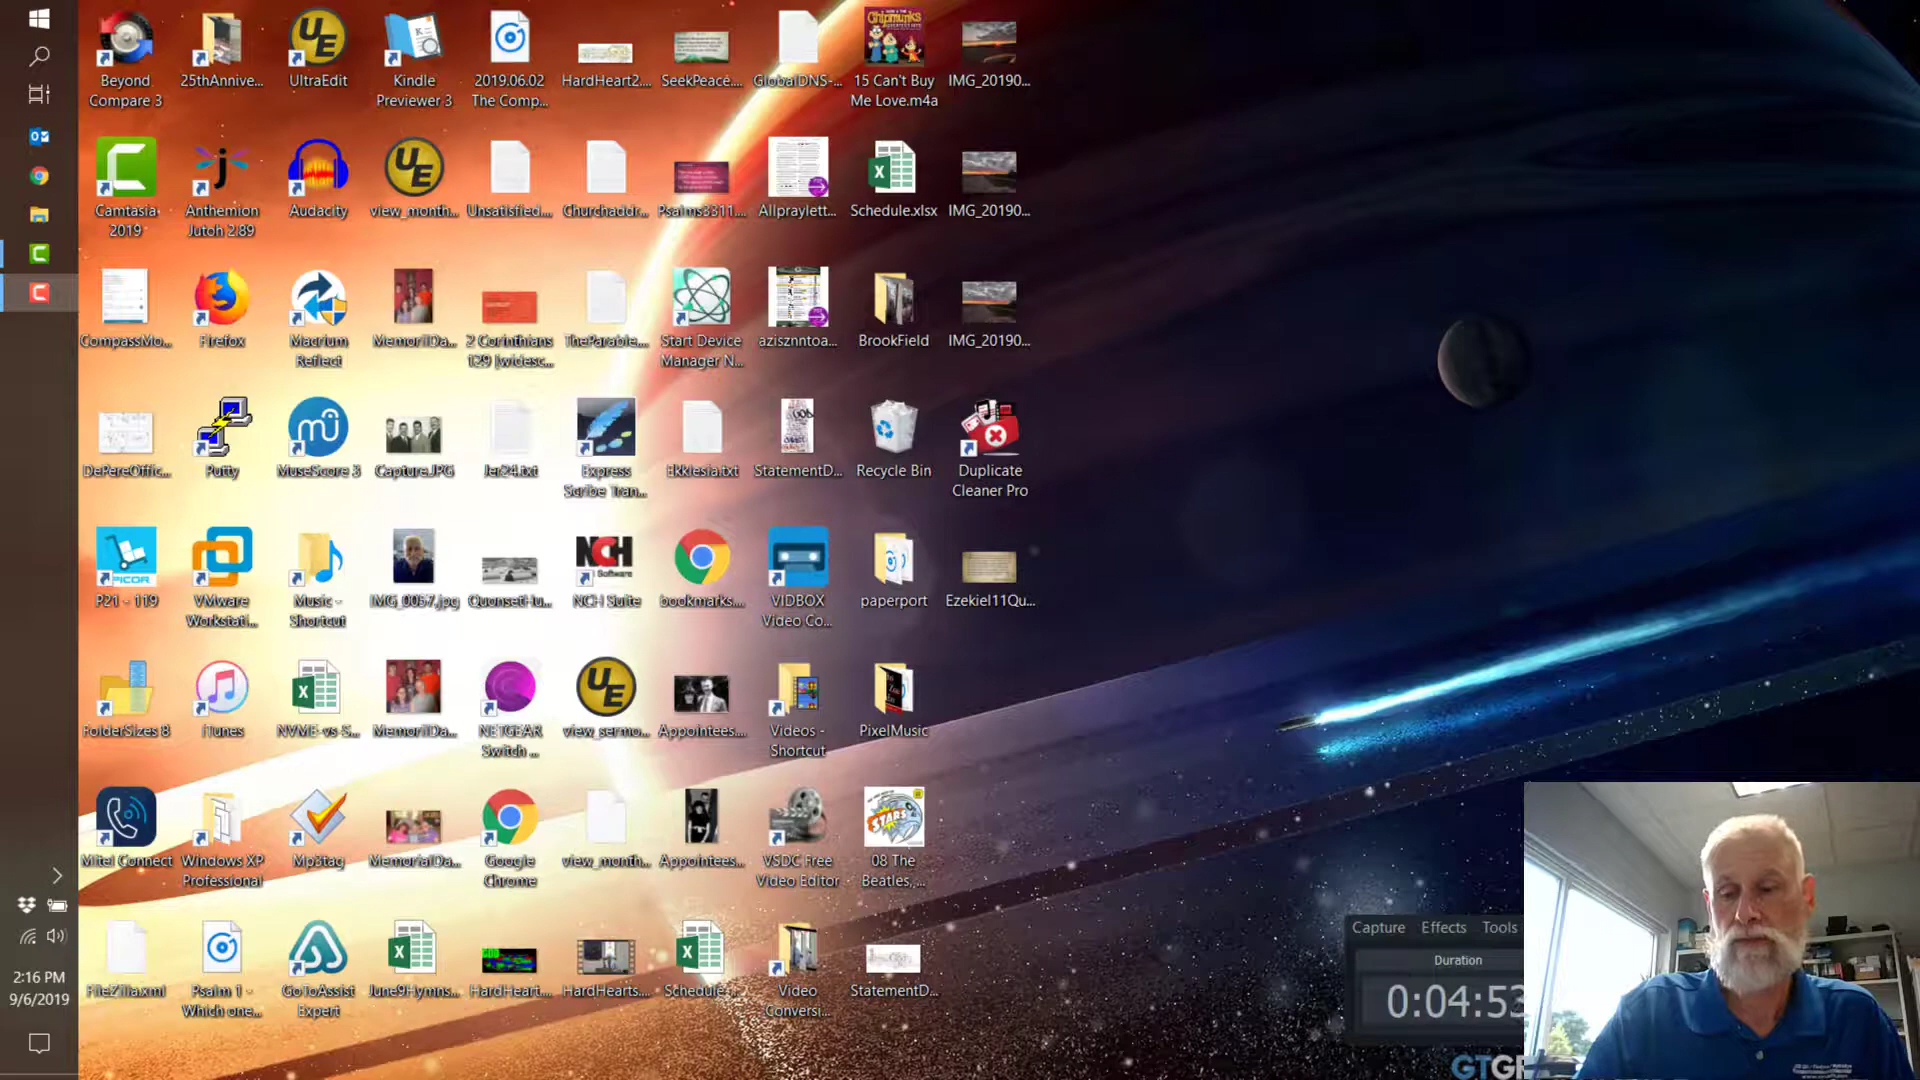 Beyond
Compare 3
25thAnnive...
UltraEdit
Kindle
Previewer 3
2019.06.02
The Comp...
HardHeart2....
SeekPeace....
GlobalDNS-...
15 Can't Buy
Me Love.m4a
IMG_20190...
Camtasia
2019
Anthemion
Jutoh 2.89
Audacity
view_month...
Unsatisfied....
Churchaddr...
Psalms3311....
Allpraylett...
Schedule.xlsx
IMG_20190...
CompassMo...
Firefox
Macrium
Reflect
MemorilDa...
2 Corinthians
129 [widesc...
TheParable....
Start Device
Manager N...
azisznntoa...
BrookField
IMG_20190...
DePereOffic...
Putty
MuseScore 3
Capture.JPG
Jer24.txt
Express
Scribe Tran...
Ekklesia.txt
StatementD...
Recycle Bin
Duplicate
Cleaner Pro
P21 - 119
VMware
Workstati...
Music -
Shortcut
IMG_0057.jpg
QuonsetHu...
NCH Suite
bookmarks....
VIDBOX
Video Co...
paperport
Ezekiel11Qu...
FolderSizes 8
iTunes
NVME-vs-S...
MemorilDa...
NETGEAR
Switch ...
view_sermo...
Appointees....
Videos -
Shortcut
PixelMusic
Mitel Connect
Windows XP
Professional
Mp3tag
MemorialDa...
Google
Chrome
view_month...
Appointees....
VSDC Free
Video Editor
08 The
Beatles,...
FileZilla.xml
Psalm 1 -
Which one...
GoToAssist
Expert
June9Hymns...
HardHeart....
HardHearts....
Schedule
Video
Conversi...
StatementD...
2:16 PM
9/6/2019
Capture Effects Tools
Duration
0:04:53